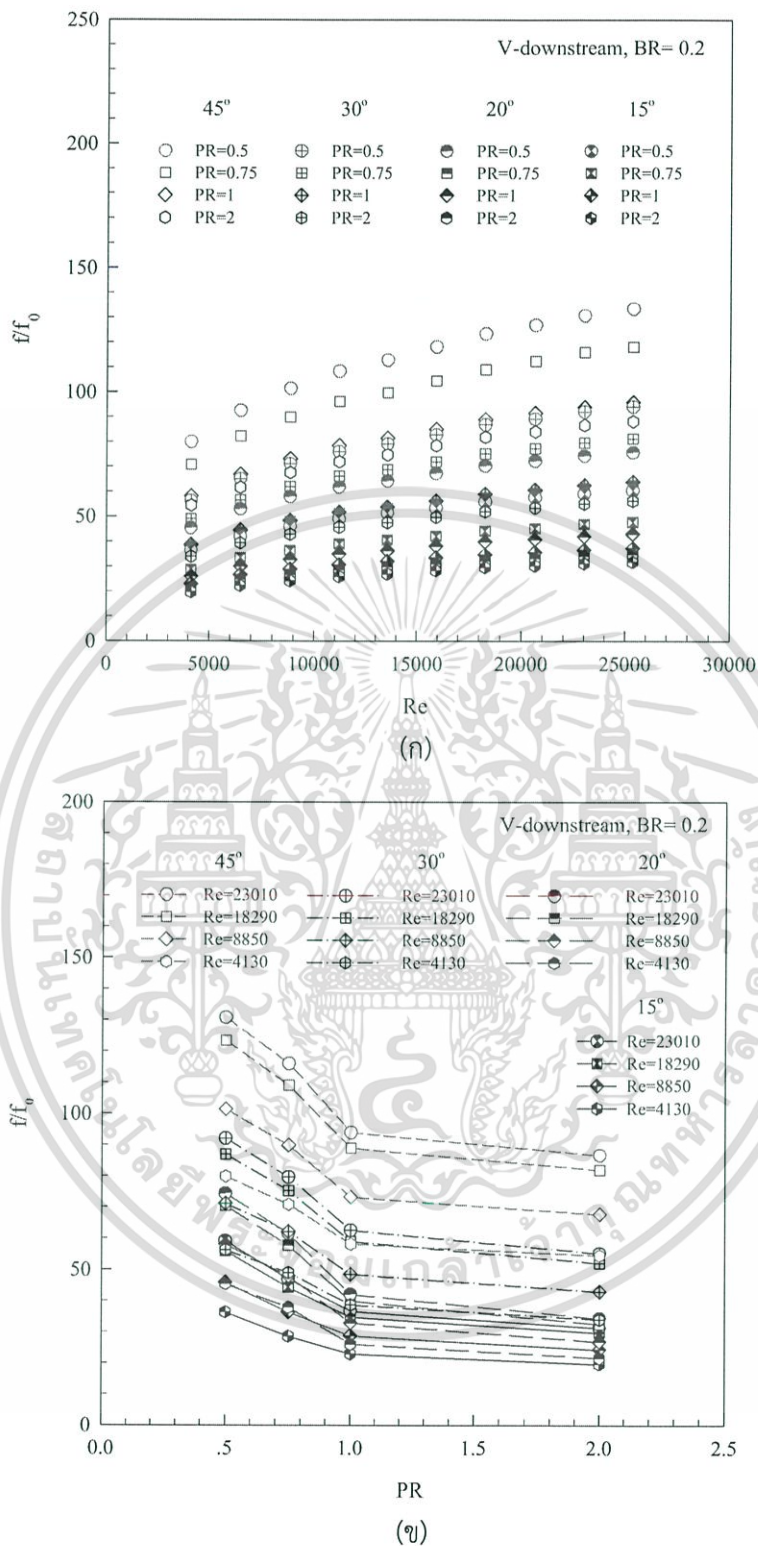 250
V-downstream, BR= 0.2
45° 30° 20° 15°
PR=0.5 PR=0.5 PR=0.5 PR=0.5
PR=0.75 PR=0.75 PR=0.75 PR=0.75
PR=1 PR=1 PR=1 PR=1
PR=2 PR=2 PR=2 PR=2
200
150
f/f0
100
50
0
0 5000 10000 15000 20000 25000 30000
Re
(ก)
200
V-downstream, BR= 0.2
45° 30° 20°
Re=23010 Re=23010 Re=23010
Re=18290 Re=18290 Re=18290
Re=8850 Re=8850 Re=8850
Re=4130 Re=4130 Re=4130
15°
Re=23010
Re=18290
Re=8850
Re=4130
150
f/f0
100
50
0
0.0 .5 1.0 1.5 2.0 2.5
PR
(ข)